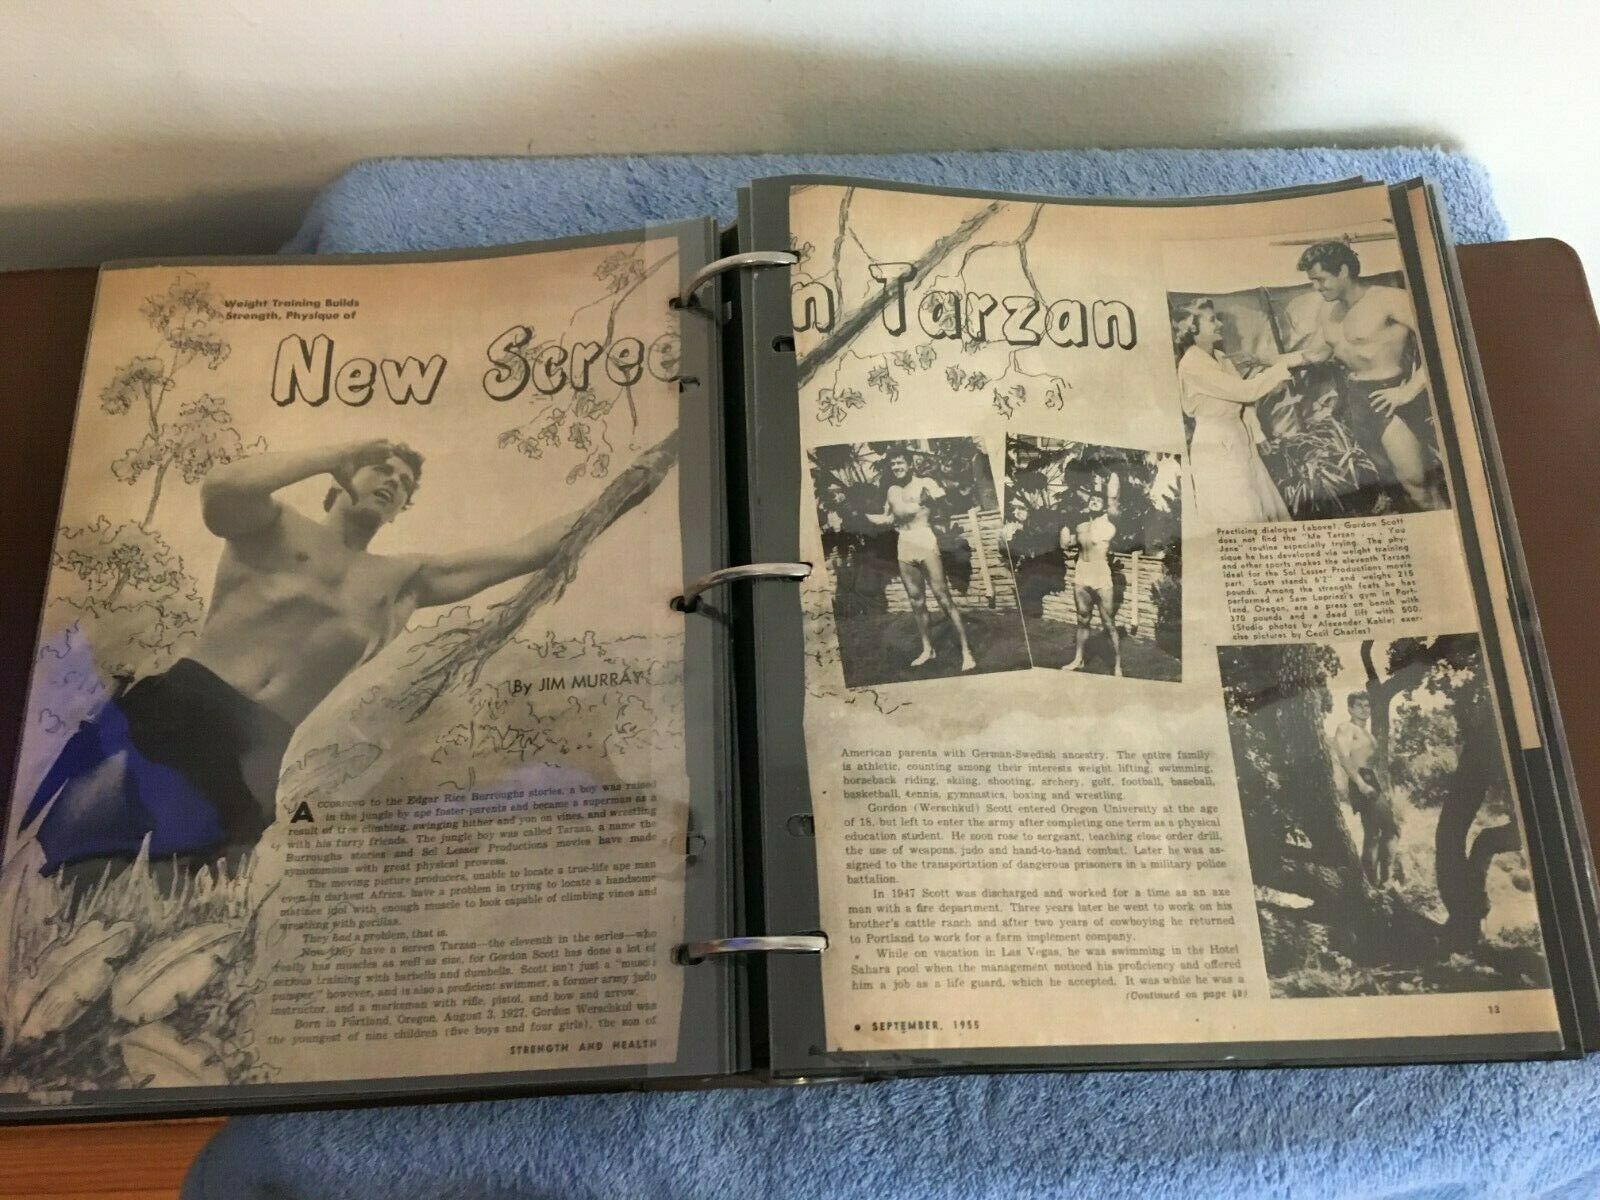 Weight Training Builds
Strength, Physique of
New Scree
By JIM MURRAY
ACCORDING to the Edgar Rice Burroughs stories, a boy was raised
in the jungle by ape foster-parents and became a superman as a
result of tree climbing, swinging hither and yon on vines, and wrestling
with his furry friends. The jungle boy was called Tarzan, a name the
Burroughs stories and Sol Lesser Productions movies have made
synonomous with great physical prowess.
The moving picture producers, unable to locate a true-life ape man
even in darkest Africa, have a problem in trying to locate a handsome
matinee idol with enough muscle to look capable of climbing vines and
wrestling with gorillas.
They had a problem, that is.
Now they have a screen Tarzan—the eleventh in the series—who
really has muscles as well as size, for Gordon Scott has done a lot of
serious training with barbells and dumbells. Scott isn't just a "muscle
pumper," however, and is also a proficient swimmer, a former army judo
instructor, and a marksman with rifle, pistol, and bow and arrow.
Born in Portland, Oregon, August 3, 1927, Gordon Werschkul was
the youngest of nine children (five boys and four girls), the son of
STRENGTH AND HEALTH
n Tarzan
Practicing dialogue (above), Gordon Scott
does not find the "Me Tarzan . . . You
Jane" routine especially trying. The phy-
sique he has developed via weight training
and other sports makes the eleventh Tarzan
ideal for the Sol Lesser Productions movie
part. Scott stands 6'2" and weighs 215
pounds. Among the strength feats he has
performed at Sam Loprinzi's gym in Port-
land, Oregon, are a press on bench with
370 pounds and a dead lift with 500.
(Studio photos by Alexander Kahle; exer-
cise pictures by Cecil Charles)
American parents with German-Swedish ancestry. The entire family
is athletic, counting among their interests weight lifting, swimming,
horseback riding, skiing, shooting, archery, golf, football, baseball,
basketball, tennis, gymnastics, boxing and wrestling.
Gordon (Werschkul) Scott entered Oregon University at the age
of 18, but left to enter the army after completing one term as a physical
education student. He soon rose to sergeant, teaching close order drill,
the use of weapons, judo and hand-to-hand combat. Later he was as-
signed to the transportation of dangerous prisoners in a military police
battalion.
In 1947 Scott was discharged and worked for a time as an axe
man with a fire department. Three years later he went to work on his
brother's cattle ranch and after two years of cowboying he returned
to Portland to work for a farm implement company.
While on vacation in Las Vegas, he was swimming in the Hotel
Sahara pool when the management noticed his proficiency and offered
him a job as a life guard, which he accepted. It was while he was a
(Continued on page 48)
• SEPTEMBER, 1955
13